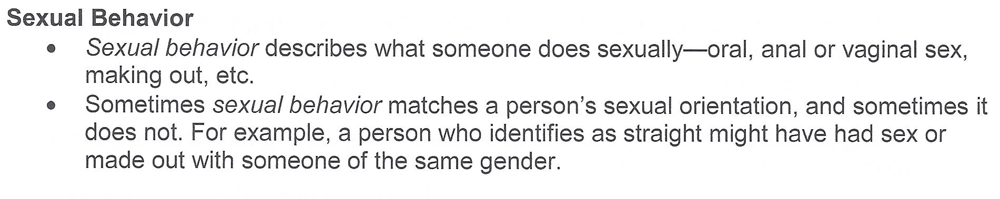 Sexual Behavior
• Sexual behavior describes what someone does sexually—oral, anal or vaginal sex,
making out, etc.
• Sometimes sexual behavior matches a person’s sexual orientation, and sometimes it
does not. For example, a person who identifies as straight might have had sex or
made out with someone of the same gender.